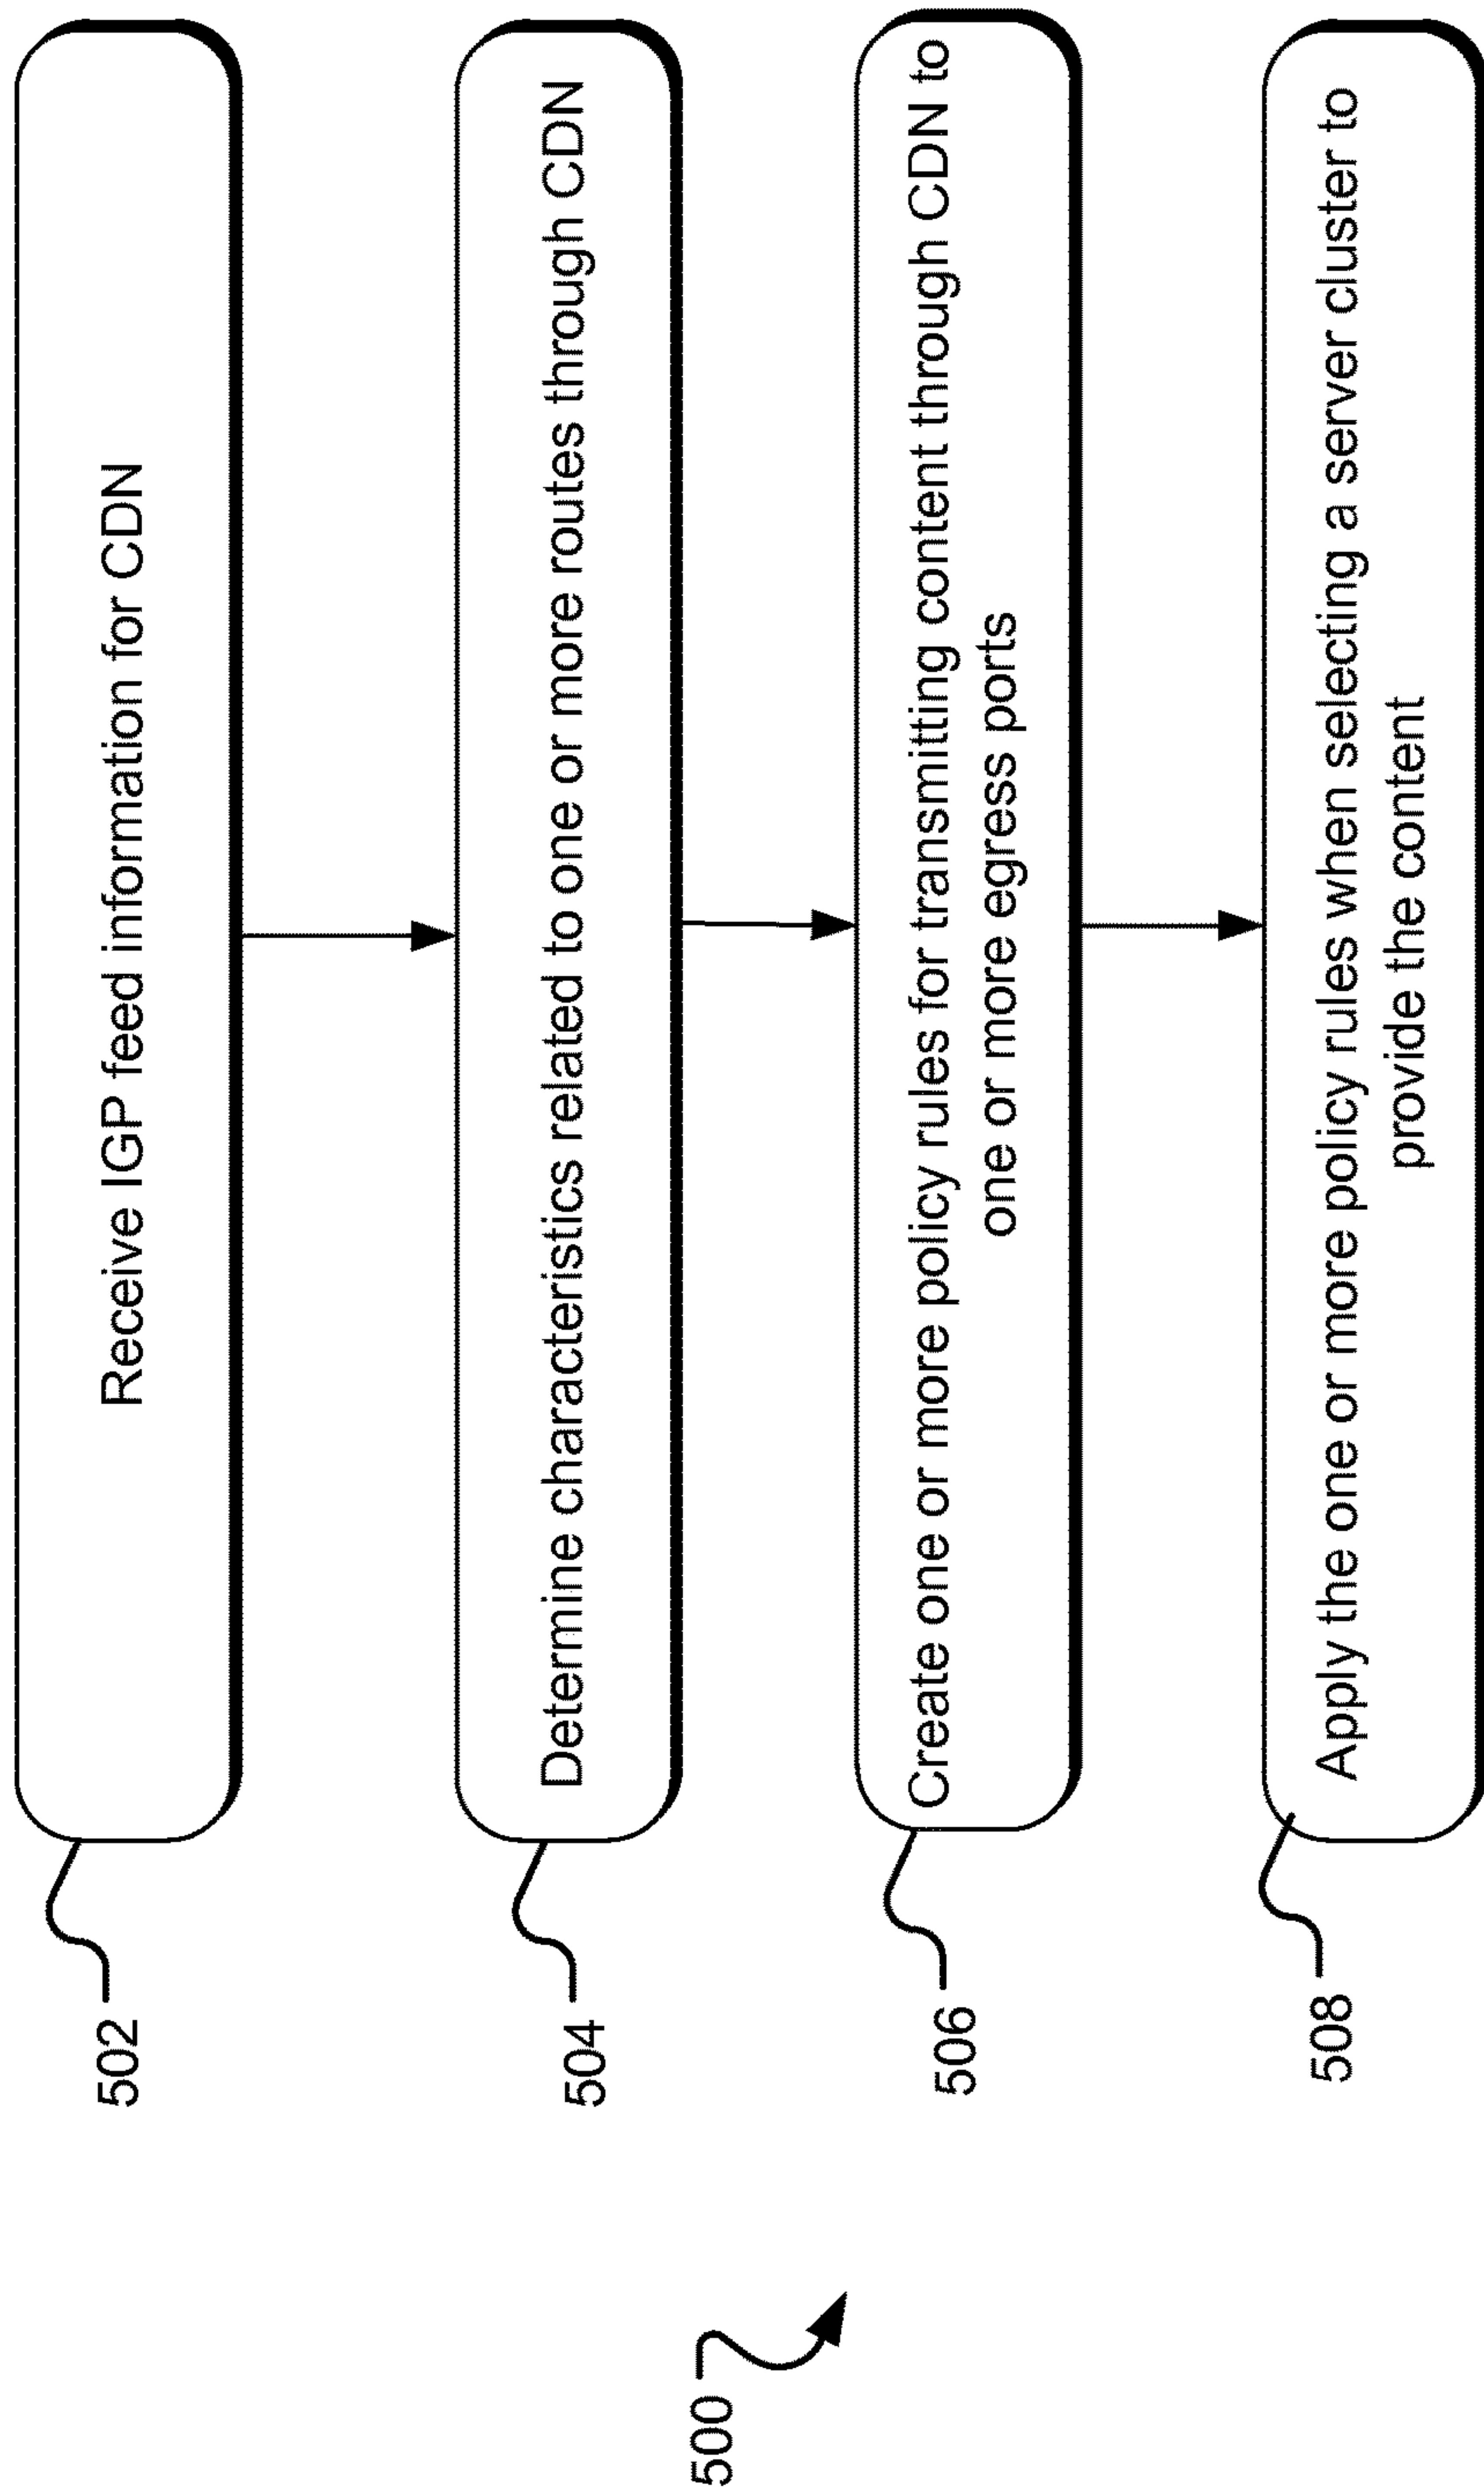 500
502
Receive IGP feed information for CDN
504
Determine characteristics related to one or more routes through CDN
506
Create one or more policy rules for transmitting content through CDN to
one or more egress ports
508
Apply the one or more policy rules when selecting a server cluster to
provide the content